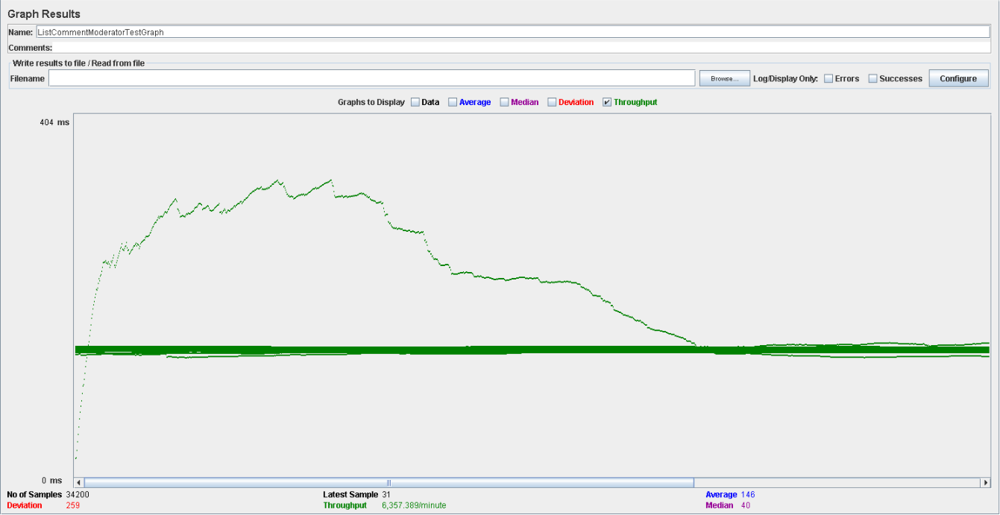 Graph Results
Name: ListCommentModeratorTestGraph
Comments:
Write results to file / Read from file
Filename Browse... Log/Display Only: Errors Successes Configure
Graphs to Display Data Average Median Deviation Throughput
404 ms
0 ms
No of Samples 34200 Latest Sample 31 Average 146
Deviation 259 Throughput 6,357.389/minute Median 40